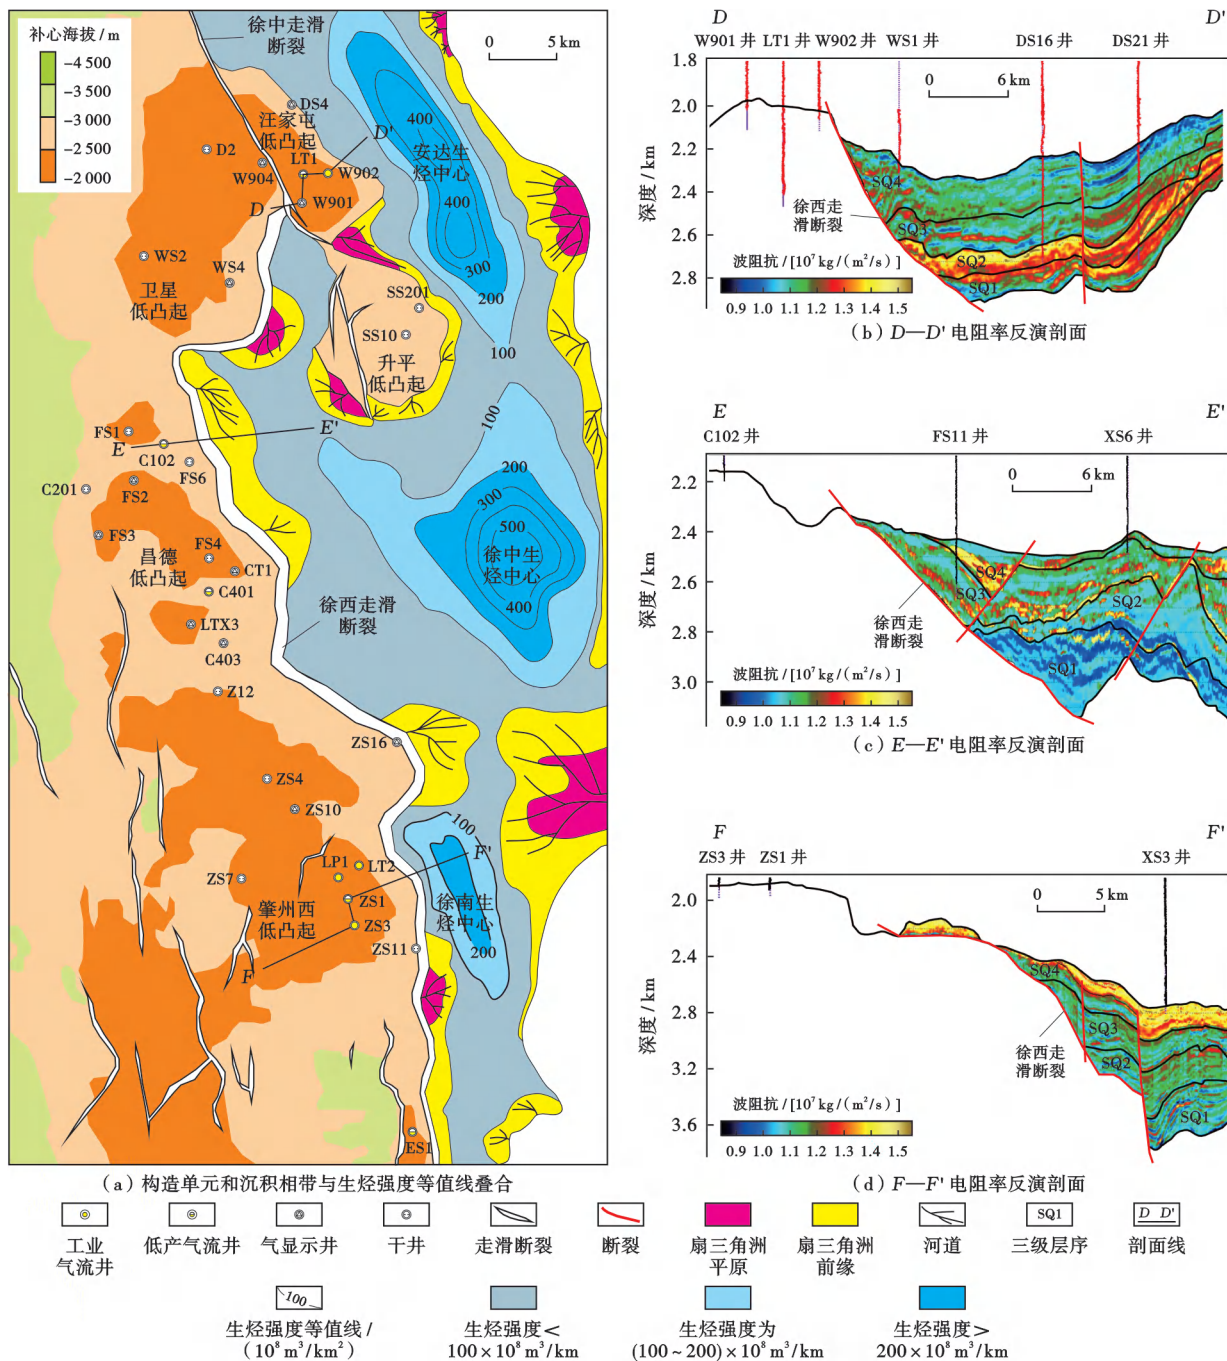 补心海拔 / m
-4 500
-3 500
-3 000
-2 500
-2 000
徐中走滑
断裂
0 5 km
DS4
汪家屯
低凸起
D'
LT1
W902
D2
W904
W901
D
400
安达生
烃中心
400
300
200
100
WS2
WS4
卫星
低凸起
SS201
SS10
升平
低凸起
100
200
300
500
徐中生
烃中心
400
FS1
E
E'
C102
FS6
C201
FS2
FS3
FS4
昌德
低凸起
CT1
C401
徐西走滑
断裂
LTX3
C403
Z12
ZS16
ZS4
ZS10
100
LP1
LT2
F'
ZS7
ZS1
肇州西
低凸起
ZS3
徐南生
烃中心
200
ZS11
F
ES1
(a)构造单元和沉积相带与生烃强度等值线叠合
D D'
W901 井 LT1 井 W902 井 WS1 井 DS16 井 DS21 井
1.8
2.0
2.2
2.4
2.6
2.8
深度 / km
0 6 km
SQ4
徐西走
滑断裂
SQ3
SQ2
SQ1
波阻抗 / [10⁷ kg /(m²/s)]
0.9 1.0 1.1 1.2 1.3 1.4 1.5
(b)D—D' 电阻率反演剖面
E E'
C102 井 FS11 井 XS6 井
0 6 km
2.2
2.4
2.6
2.8
3.0
深度 / km
SQ4
SQ3
SQ2
SQ1
徐西走
滑断裂
波阻抗 / [10⁷ kg /(m²/s)]
0.9 1.0 1.1 1.2 1.3 1.4 1.5
(c)E—E' 电阻率反演剖面
F F'
ZS3 井 ZS1 井 XS3 井
0 5 km
2.0
2.4
2.8
3.2
3.6
深度 / km
SQ4
SQ3
SQ2
SQ1
徐西走
滑断裂
波阻抗 / [10⁷ kg /(m²/s)]
0.9 1.0 1.1 1.2 1.3 1.4 1.5
(d)F—F' 电阻率反演剖面
SQ1 D D'
工业 低产气流井 气显示井 干井 走滑断裂 断裂 扇三角洲 扇三角洲 河道 三级层序 剖面线
气流井 平原 前缘
100
生烃强度等值线 / 生烃强度< 生烃强度为 生烃强度>
(10⁸ m³/km²) 100×10⁸ m³/km (100~200)×10⁸ m³/km 200×10⁸ m³/km